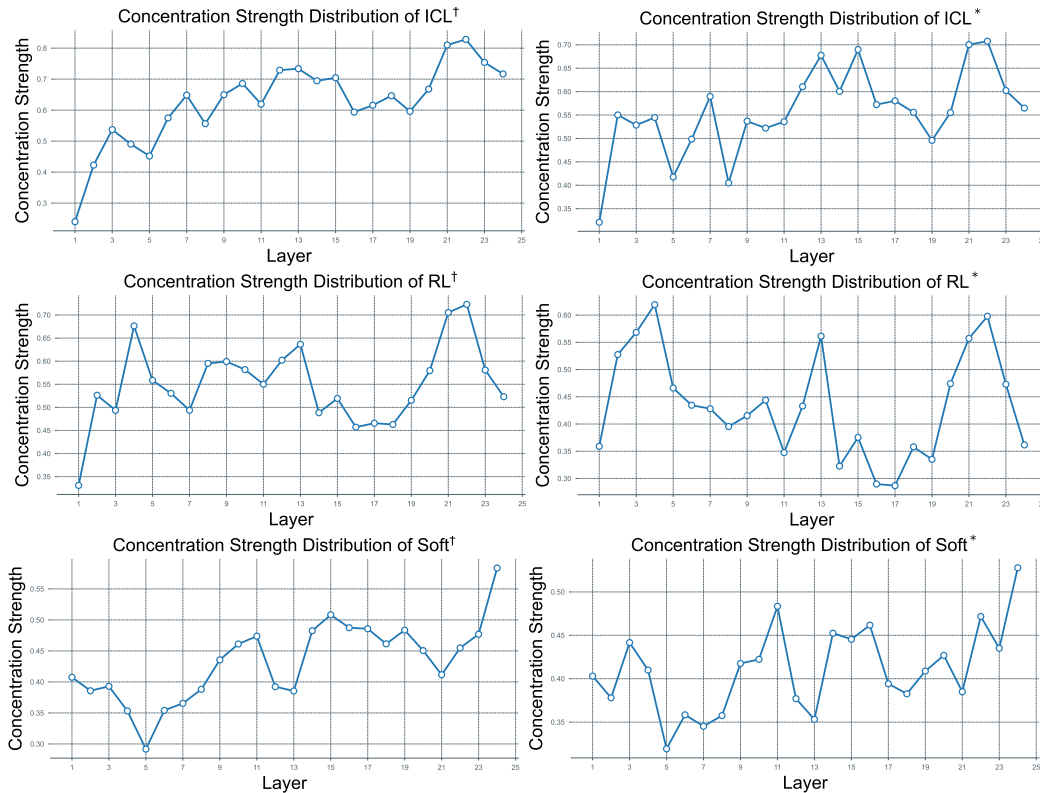 Concentration Strength Distribution of ICL†
Concentration Strength
0.8
0.7
0.6
0.5
0.4
0.3
1 3 5 7 9 11 13 15 17 19 21 23 25
Layer
Concentration Strength Distribution of ICL*
Concentration Strength
0.70
0.65
0.60
0.55
0.50
0.45
0.40
0.35
1 3 5 7 9 11 13 15 17 19 21 23
Layer
Concentration Strength Distribution of RL†
Concentration Strength
0.70
0.65
0.60
0.55
0.50
0.45
0.40
0.35
1 3 5 7 9 11 13 15 17 19 21 23 25
Layer
Concentration Strength Distribution of RL*
Concentration Strength
0.60
0.55
0.50
0.45
0.40
0.35
0.30
1 3 5 7 9 11 13 15 17 19 21 23
Layer
Concentration Strength Distribution of Soft†
Concentration Strength
0.55
0.50
0.45
0.40
0.35
0.30
1 3 5 7 9 11 13 15 17 19 21 23 25
Layer
Concentration Strength Distribution of Soft*
Concentration Strength
0.50
0.45
0.40
0.35
1 3 5 7 9 11 13 15 17 19 21 23 25
Layer